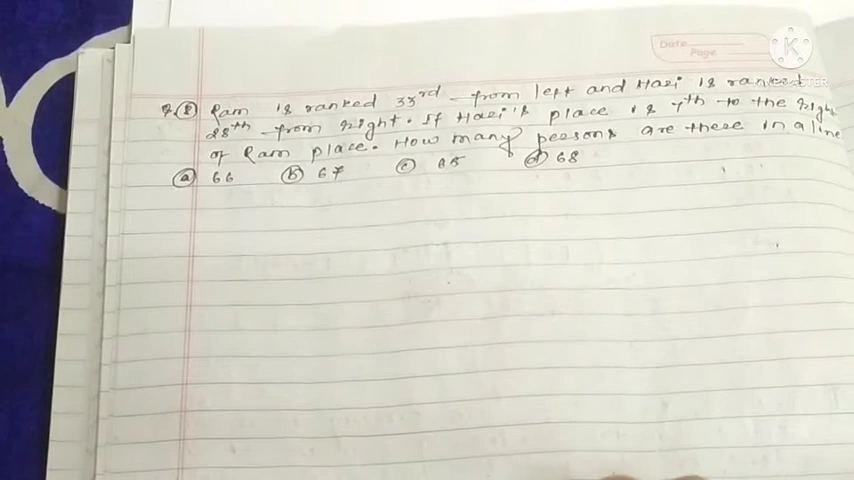 Date
Page
K
Q ② Ram is ranked 33rd from left and Hari is ranked
28th from right. If Hari's place is 7th to the right
of Ram place. How many persons are there in a line
ⓐ 66 ⓑ 67 ⓒ 65 ⓓ 68